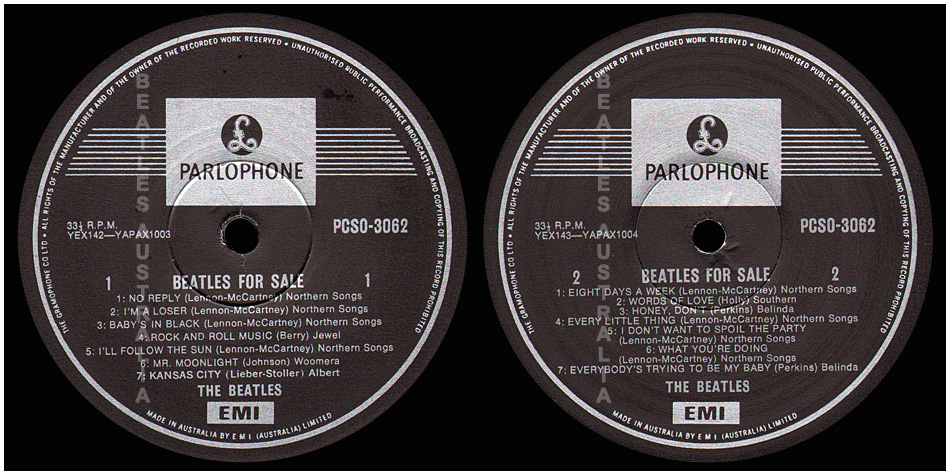 THE GRAMOPHONE CO LTD • ALL RIGHTS OF THE MANUFACTURER AND OF THE OWNER OF THE RECORDED WORK RESERVED • UNAUTHORISED PUBLIC PERFORMANCE BROADCASTING AND COPYING OF THIS RECORD PROHIBITED
BEATLES AUSTRALIA
£
PARLOPHONE
33⅓ R.P.M.
YEX142—YAPAX1003
PCSO-3062
1 BEATLES FOR SALE 1
1: NO REPLY (Lennon-McCartney) Northern Songs
2: I'M A LOSER (Lennon-McCartney) Northern Songs
3: BABY'S IN BLACK (Lennon-McCartney) Northern Songs
4: ROCK AND ROLL MUSIC (Berry) Jewel
5: I'LL FOLLOW THE SUN (Lennon-McCartney) Northern Songs
6: MR. MOONLIGHT (Johnson) Woomera
7: KANSAS CITY (Lieber-Stoller) Albert
THE BEATLES
EMI
MADE IN AUSTRALIA BY E M I (AUSTRALIA) LIMITED
THE GRAMOPHONE CO LTD • ALL RIGHTS OF THE MANUFACTURER AND OF THE OWNER OF THE RECORDED WORK RESERVED • UNAUTHORISED PUBLIC PERFORMANCE BROADCASTING AND COPYING OF THIS RECORD PROHIBITED
BEATLES AUSTRALIA
£
PARLOPHONE
33⅓ R.P.M.
YEX143—YAPAX1004
PCSO-3062
2 BEATLES FOR SALE 2
1: EIGHT DAYS A WEEK (Lennon-McCartney) Northern Songs
2: WORDS OF LOVE (Holly) Southern
3: HONEY, DON'T (Perkins) Belinda
4: EVERY LITTLE THING (Lennon-McCartney) Northern Songs
5: I DON'T WANT TO SPOIL THE PARTY
(Lennon-McCartney) Northern Songs
6: WHAT YOU'RE DOING
(Lennon-McCartney) Northern Songs
7: EVERYBODY'S TRYING TO BE MY BABY (Perkins) Belinda
THE BEATLES
EMI
MADE IN AUSTRALIA BY E M I (AUSTRALIA) LIMITED